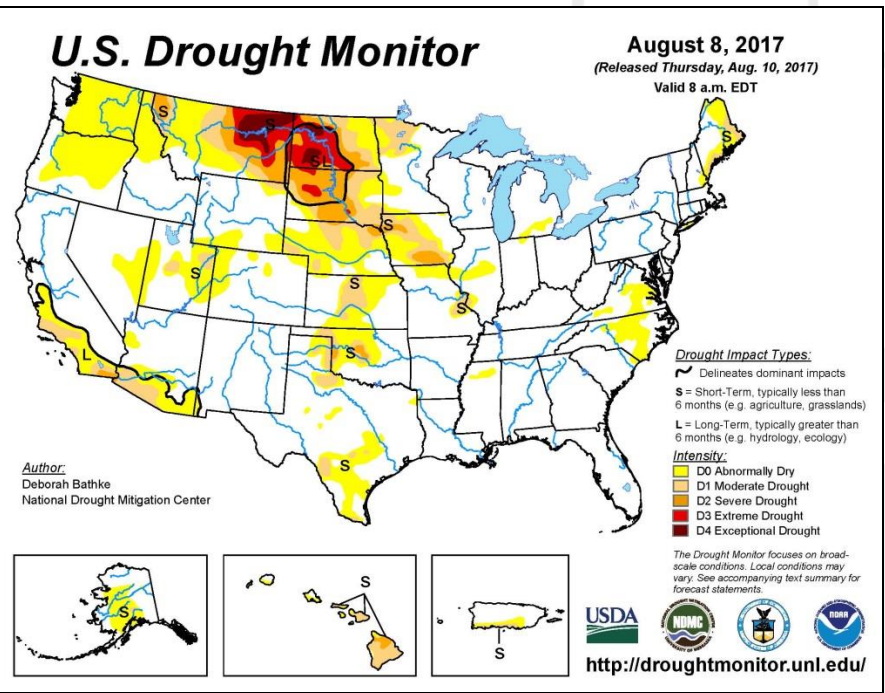 U.S. Drought Monitor
August 8, 2017
(Released Thursday, Aug. 10, 2017)
Valid 8 a.m. EDT
S
S
SL
S
S
S
S
S
S
L
S
Drought Impact Types:
Delineates dominant impacts
S = Short-Term, typically less than
6 months (e.g. agriculture, grasslands)
L = Long-Term, typically greater than
6 months (e.g. hydrology, ecology)
Intensity:
D0 Abnormally Dry
D1 Moderate Drought
D2 Severe Drought
D3 Extreme Drought
D4 Exceptional Drought
Author:
Deborah Bathke
National Drought Mitigation Center
The Drought Monitor focuses on broad-
scale conditions. Local conditions may
vary. See accompanying text summary for
forecast statements.
S
S
S
USDA
NDMC
NOAA
http://droughtmonitor.unl.edu/